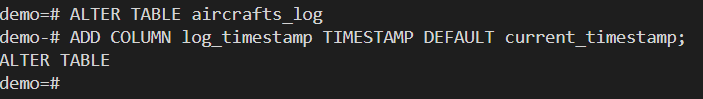 demo=# ALTER TABLE aircrafts_log
demo-# ADD COLUMN log_timestamp TIMESTAMP DEFAULT current_timestamp;
ALTER TABLE
demo=#